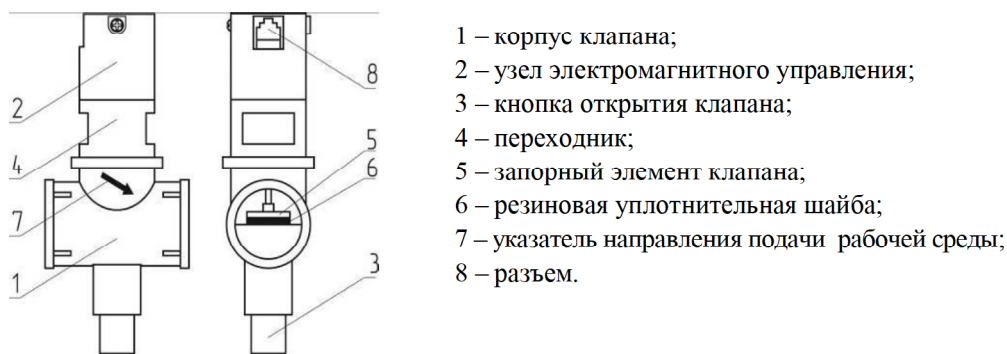 1 – корпус клапана;
2 – узел электромагнитного управления;
3 – кнопка открытия клапана;
4 – переходник;
5 – запорный элемент клапана;
6 – резиновая уплотнительная шайба;
7 – указатель направления подачи рабочей среды;
8 – разъем.
2
4
7
1
8
5
6
3